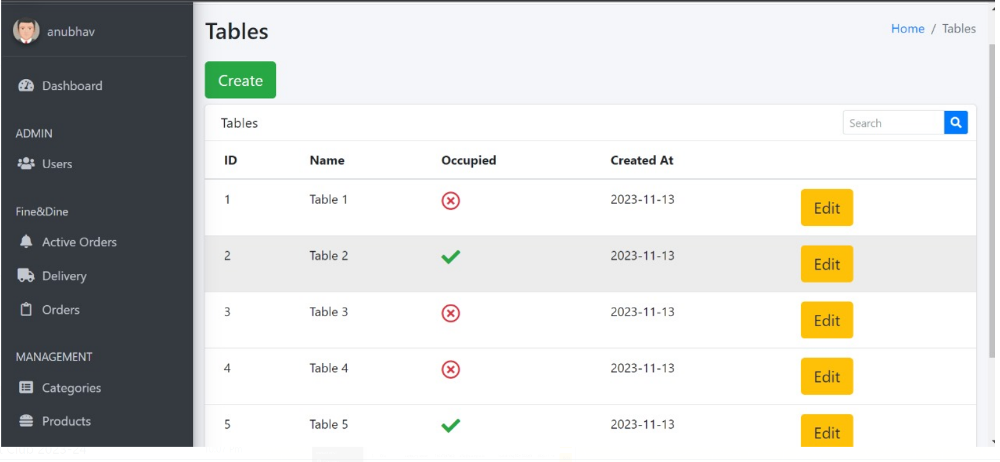 anubhav
Dashboard
ADMIN
Users
Fine&Dine
Active Orders
Delivery
Orders
MANAGEMENT
Categories
Products
Tables
Home / Tables
Create
Tables
Search
ID Name Occupied Created At
1 Table 1 2023-11-13 Edit
2 Table 2 2023-11-13 Edit
3 Table 3 2023-11-13 Edit
4 Table 4 2023-11-13 Edit
5 Table 5 2023-11-13 Edit
Club 2023-24